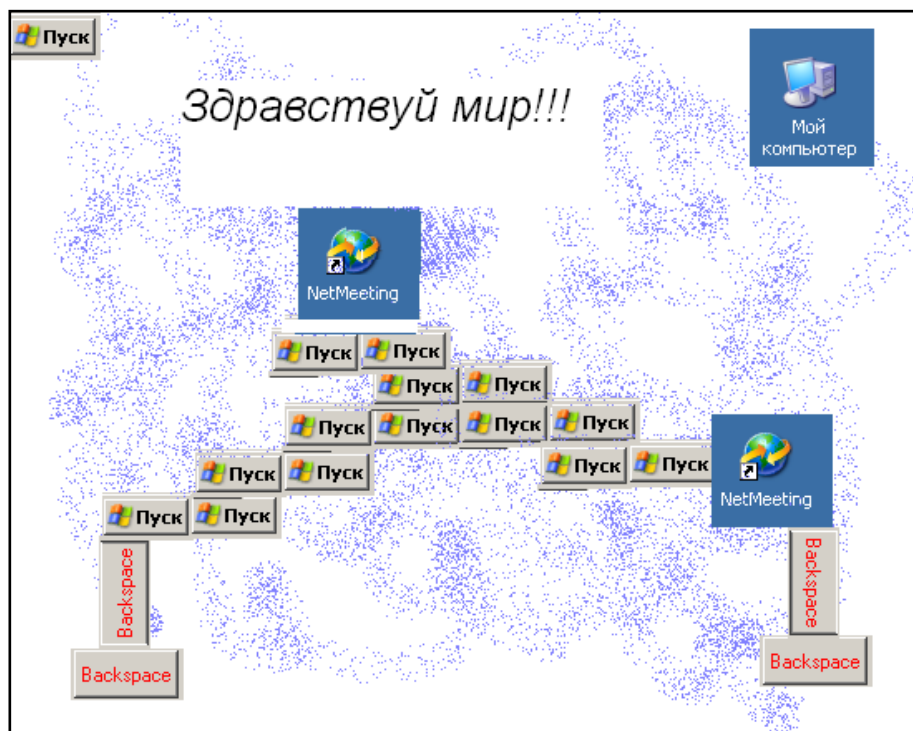 Пуск
Здравствуй мир!!!
Мой
компьютер
NetMeeting
Пуск Пуск
Пуск Пуск
Пуск Пуск Пуск Пуск
Пуск Пуск Пуск Пуск
NetMeeting
Пуск Пуск
Backspace
Backspace
Backspace
Backspace